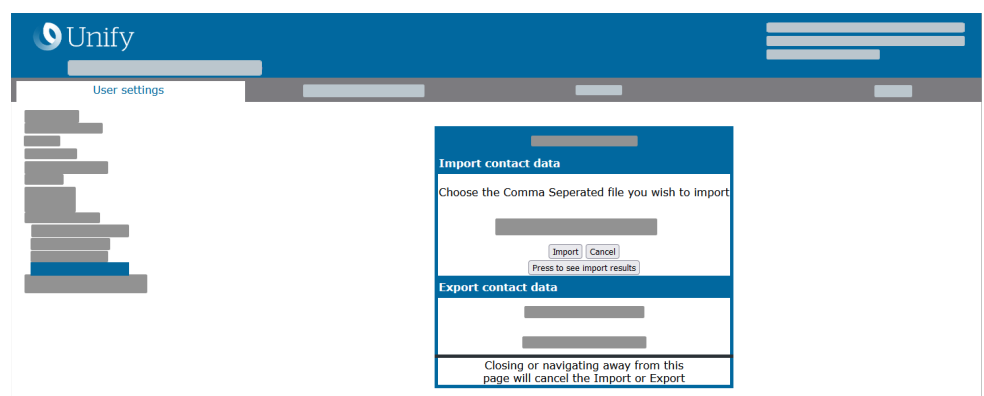 Unify
User settings
Import contact data
Choose the Comma Seperated file you wish to import
Import Cancel
Press to see import results
Export contact data
Closing or navigating away from this
page will cancel the Import or Export